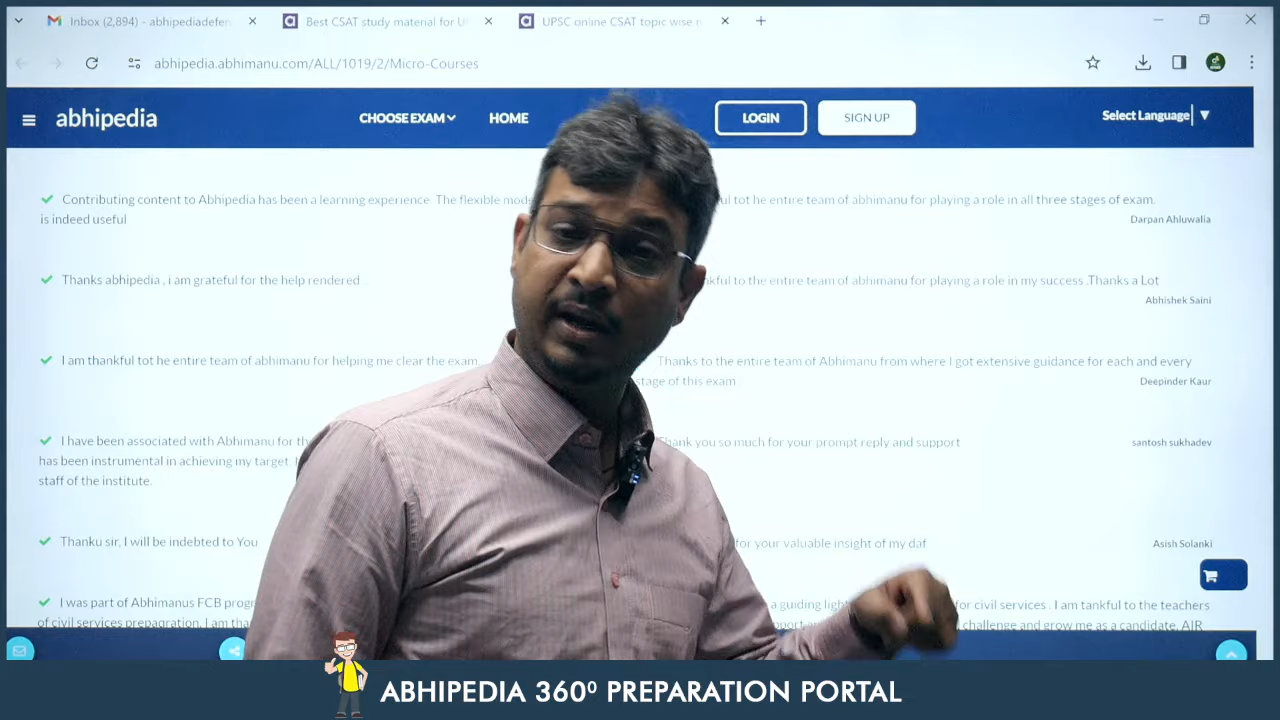 Inbox (2,894) - abhipediadefen
Best CSAT study material for U
UPSC online CSAT topic wise
abhipedia.abhimanu.com/ALL/1019/2/Micro-Courses
abhipedia
CHOOSE EXAM
HOME
LOGIN
SIGN UP
Select Language
Contributing content to Abhipedia has been a learning experience. The flexible
is indeed useful
tot he entire team of abhimanu for playing a role in all three stages of exam.
Darpan Ahluwalia
Thanks abhipedia , i am grateful for the help rendered ..
to the entire team of abhimanu for playing a role in my success .Thanks a Lot
Abhishek Saini
I am thankful tot he entire team of abhimanu for helping me clear the exam.
Thanks to the entire team of Abhimanu from where I got extensive guidance for each and every
stage of this exam.
Deepinder Kaur
I have been associated with Abhimanu for
has been instrumental in achieving my target.
staff of the institute.
Thank you so much for your prompt reply and support
santosh sukhadev
Thanku sir, I will be indebted to You
for your valuable insight of my daf
Asish Solanki
I was part of Abhimanus FCB
of civil services prepaqration, I am
a guiding
for civil services . I am tankful to the teachers
challenge and grow me as a candidate, AIR
ABHIPEDIA 360⁰ PREPARATION PORTAL